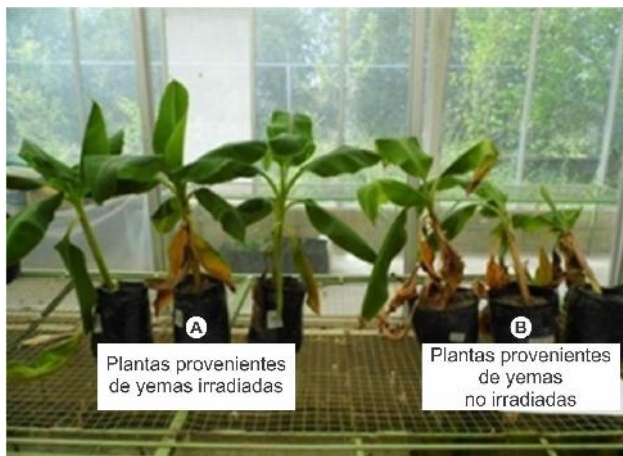 A
Plantas provenientes
de yemas irradiadas
B
Plantas provenientes
de yemas
no irradiadas